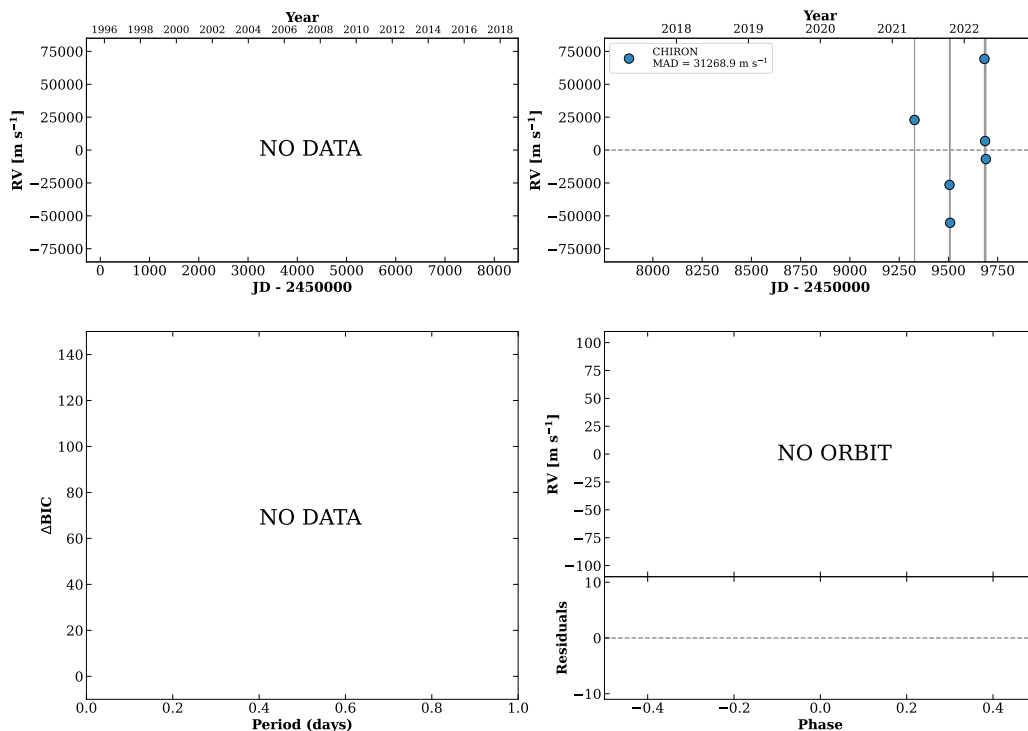 Year
1996 1998 2000 2002 2004 2006 2008 2010 2012 2014 2016 2018
RV [m s⁻¹]
75000
50000
25000
0
−25000
−50000
−75000
NO DATA
0 1000 2000 3000 4000 5000 6000 7000 8000
JD - 2450000
Year
2018 2019 2020 2021 2022
RV [m s⁻¹]
75000
50000
25000
0
−25000
−50000
−75000
CHIRON
MAD = 31268.9 m s⁻¹
8000 8250 8500 8750 9000 9250 9500 9750
JD - 2450000
ΔBIC
140
120
100
80
60
40
20
0
NO DATA
0.0 0.2 0.4 0.6 0.8 1.0
Period (days)
RV [m s⁻¹]
100
75
50
25
0
−25
−50
−75
−100
NO ORBIT
Residuals
10
0
−10
−0.4 −0.2 0.0 0.2 0.4
Phase